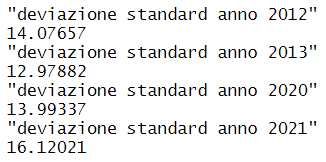 "deviazione standard anno 2012"
14.07657
"deviazione standard anno 2013"
12.97882
"deviazione standard anno 2020"
13.99337
"deviazione standard anno 2021"
16.12021